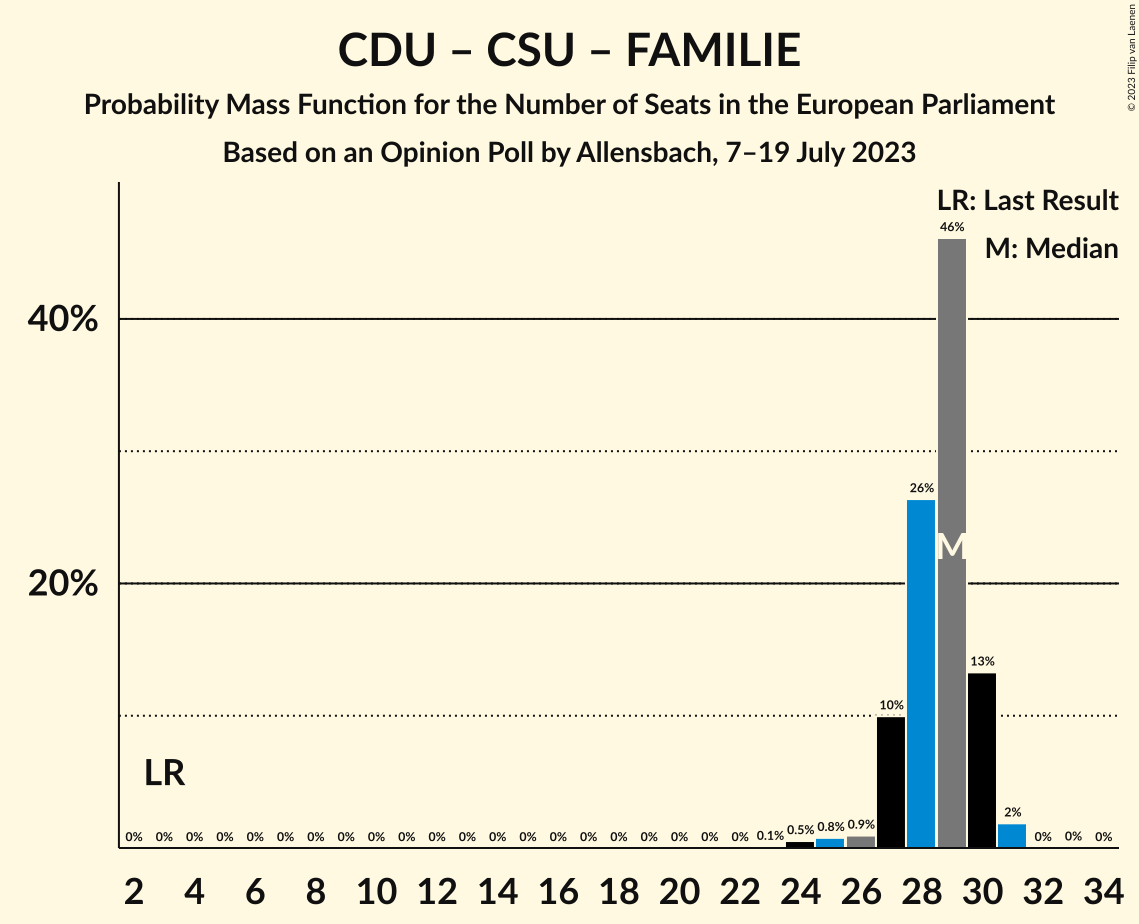 CDU – CSU – FAMILIE
Probability Mass Function for the Number of Seats in the European Parliament
Based on an Opinion Poll by Allensbach, 7–19 July 2023
© 2023 Filip van Laenen
LR: Last Result
M: Median
46%
40%
26%
M
20%
13%
10%
LR
2%
0% 0% 0% 0% 0% 0% 0% 0% 0% 0% 0% 0% 0% 0% 0% 0% 0% 0% 0% 0% 0% 0.1% 0.5% 0.8% 0.9% 0% 0% 0%
2 4 6 8 10 12 14 16 18 20 22 24 26 28 30 32 34